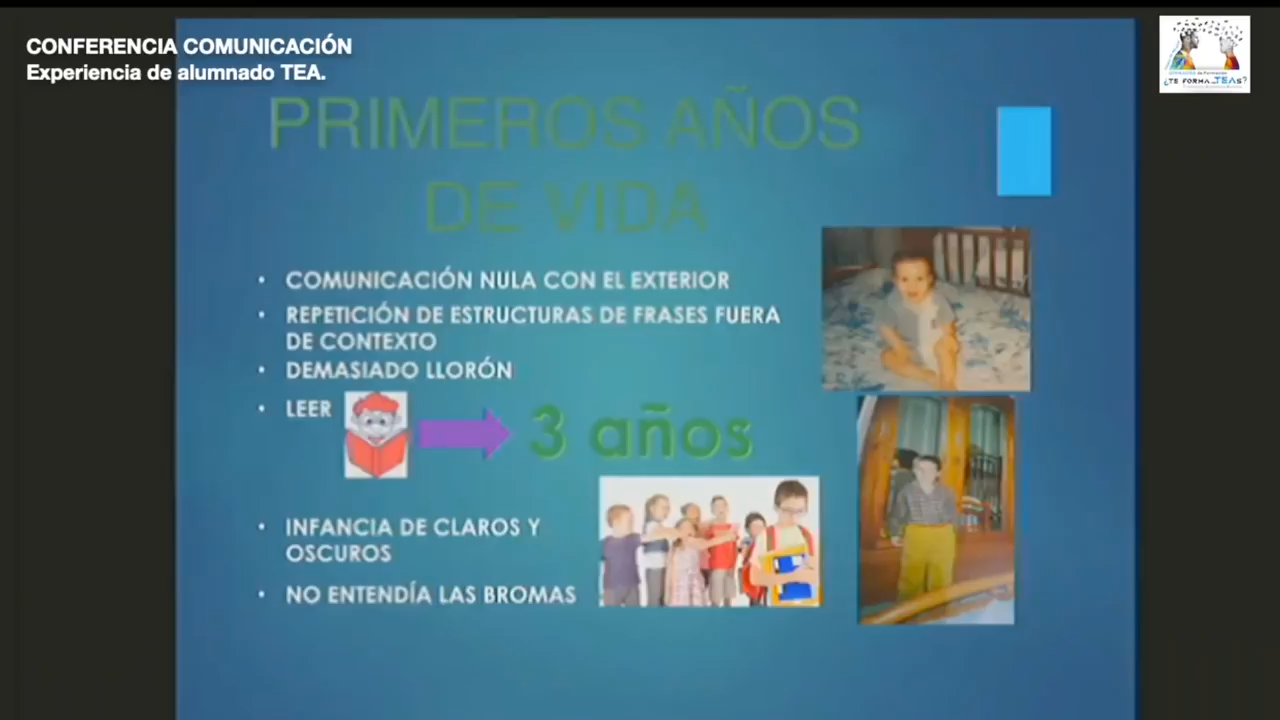 CONFERENCIA COMUNICACIÓN
Experiencia de alumnado TEA.
¿TE FORMA...TEAs?
PRIMEROS AÑOS
DE VIDA
• COMUNICACIÓN NULA CON EL EXTERIOR
• REPETICIÓN DE ESTRUCTURAS DE FRASES FUERA
DE CONTEXTO
• DEMASIADO LLORÓN
• LEER
3 años
• INFANCIA DE CLAROS Y
OSCUROS
• NO ENTENDÍA LAS BROMAS